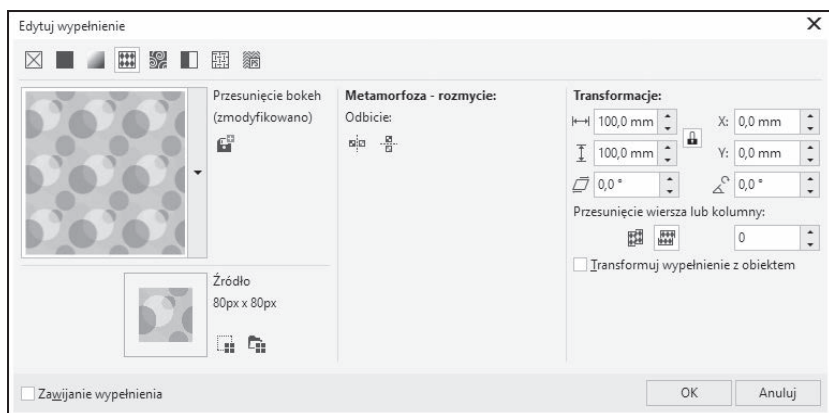 Edytuj wypełnienie
Przesunięcie bokeh
(zmodyfikowano)
Źródło
80px x 80px
Metamorfoza - rozmycie:
Odbicie:
Transformacje:
100,0 mm
X: 0,0 mm
100,0 mm
Y: 0,0 mm
0,0 °
0,0 °
Przesunięcie wiersza lub kolumny:
0
Transformuj wypełnienie z obiektem
Zawijanie wypełnienia
OK
Anuluj